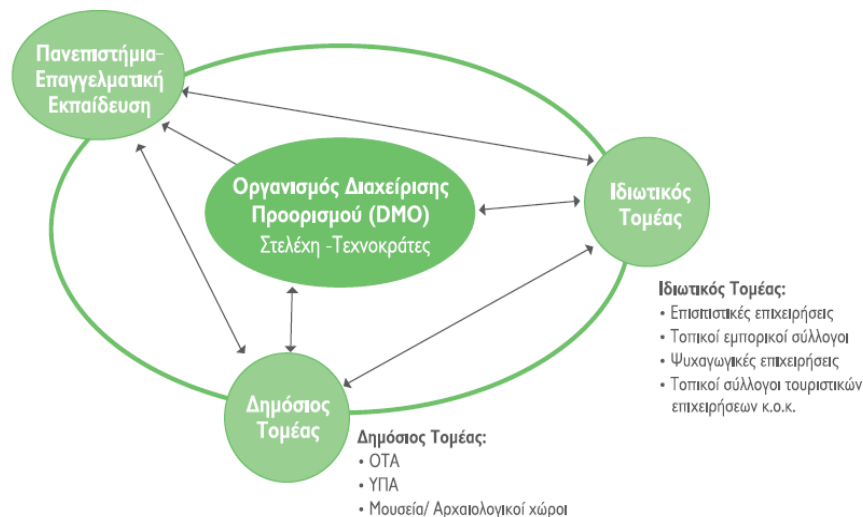 Πανεπιστήμια-
Επαγγελματική
Εκπαίδευση
Οργανισμός Διαχείρισης
Προορισμού (DMO)
Στελέχη -Τεχνοκράτες
Ιδιωτικός
Τομέας
Ιδιωτικός Τομέας:
• Επισιπιστικές επιχειρήσεις
• Τοπικοί εμπορικοί σύλλογοι
• Ψυχαγωγικές επιχειρήσεις
• Τοπικοί σύλλογοι τουριστικών
επιχειρήσεων κ.ο.κ.
Δημόσιος
Τομέας
Δημόσιος Τομέας:
• ΟΤΑ
• ΥΠΑ
• Μουσεία/ Αρχαιολογικοί χώροι